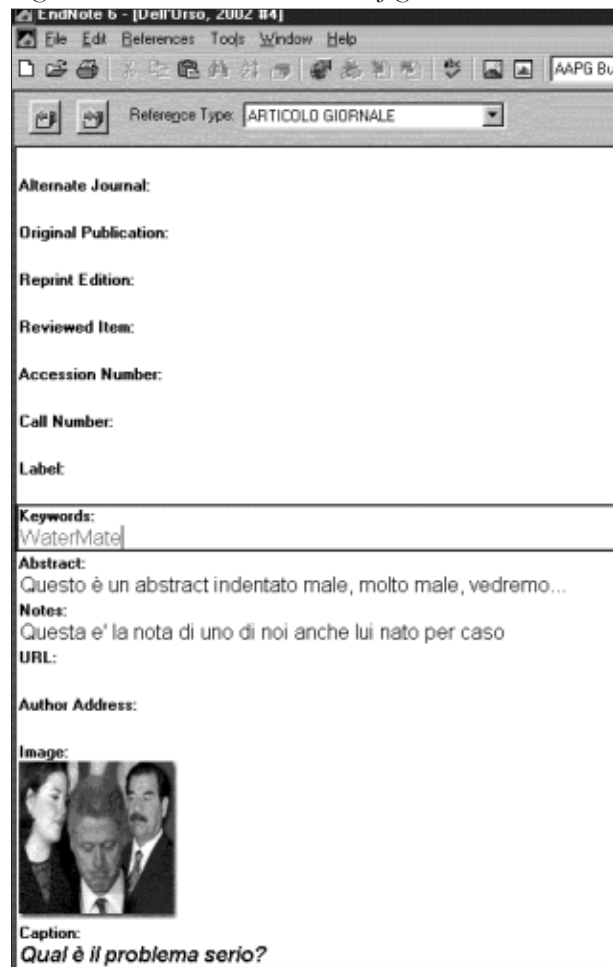 EndNote 6 - [Dell'Urso, 2002 #4]
File Edit References Tools Window Help
AAPG Bu
Reference Type: ARTICOLO GIORNALE
Alternate Journal:
Original Publication:
Reprint Edition:
Reviewed Item:
Accession Number:
Call Number:
Label:
Keywords:
WaterMate
Abstract:
Questo è un abstract indentato male, molto male, vedremo...
Notes:
Questa e' la nota di uno di noi anche lui nato per caso
URL:
Author Address:
Image:
Caption:
Qual è il problema serio?